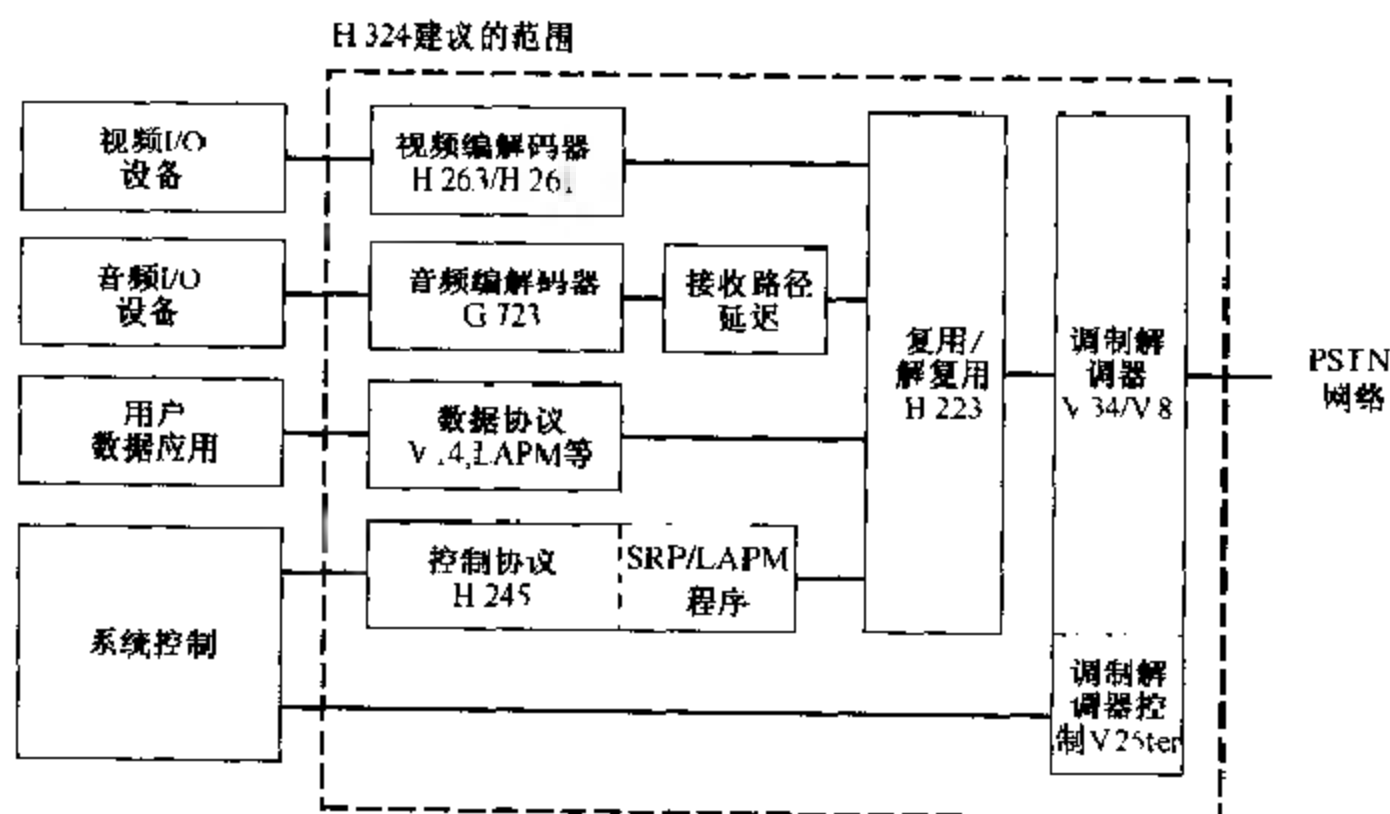 H.324建议的范围
视频I/O
设备
视频编解码器
H.263/H.261
音频I/O
设备
音频编解码器
G.723
接收路径
延迟
用户
数据应用
数据协议
V.14,LAPM等
系统控制
控制协议
H.245
SRP/LAPM
程序
复用/
解复用
H.223
调制解
调器
V.34/V.8
调制解
调器控
制V.25ter
PSTN
网络